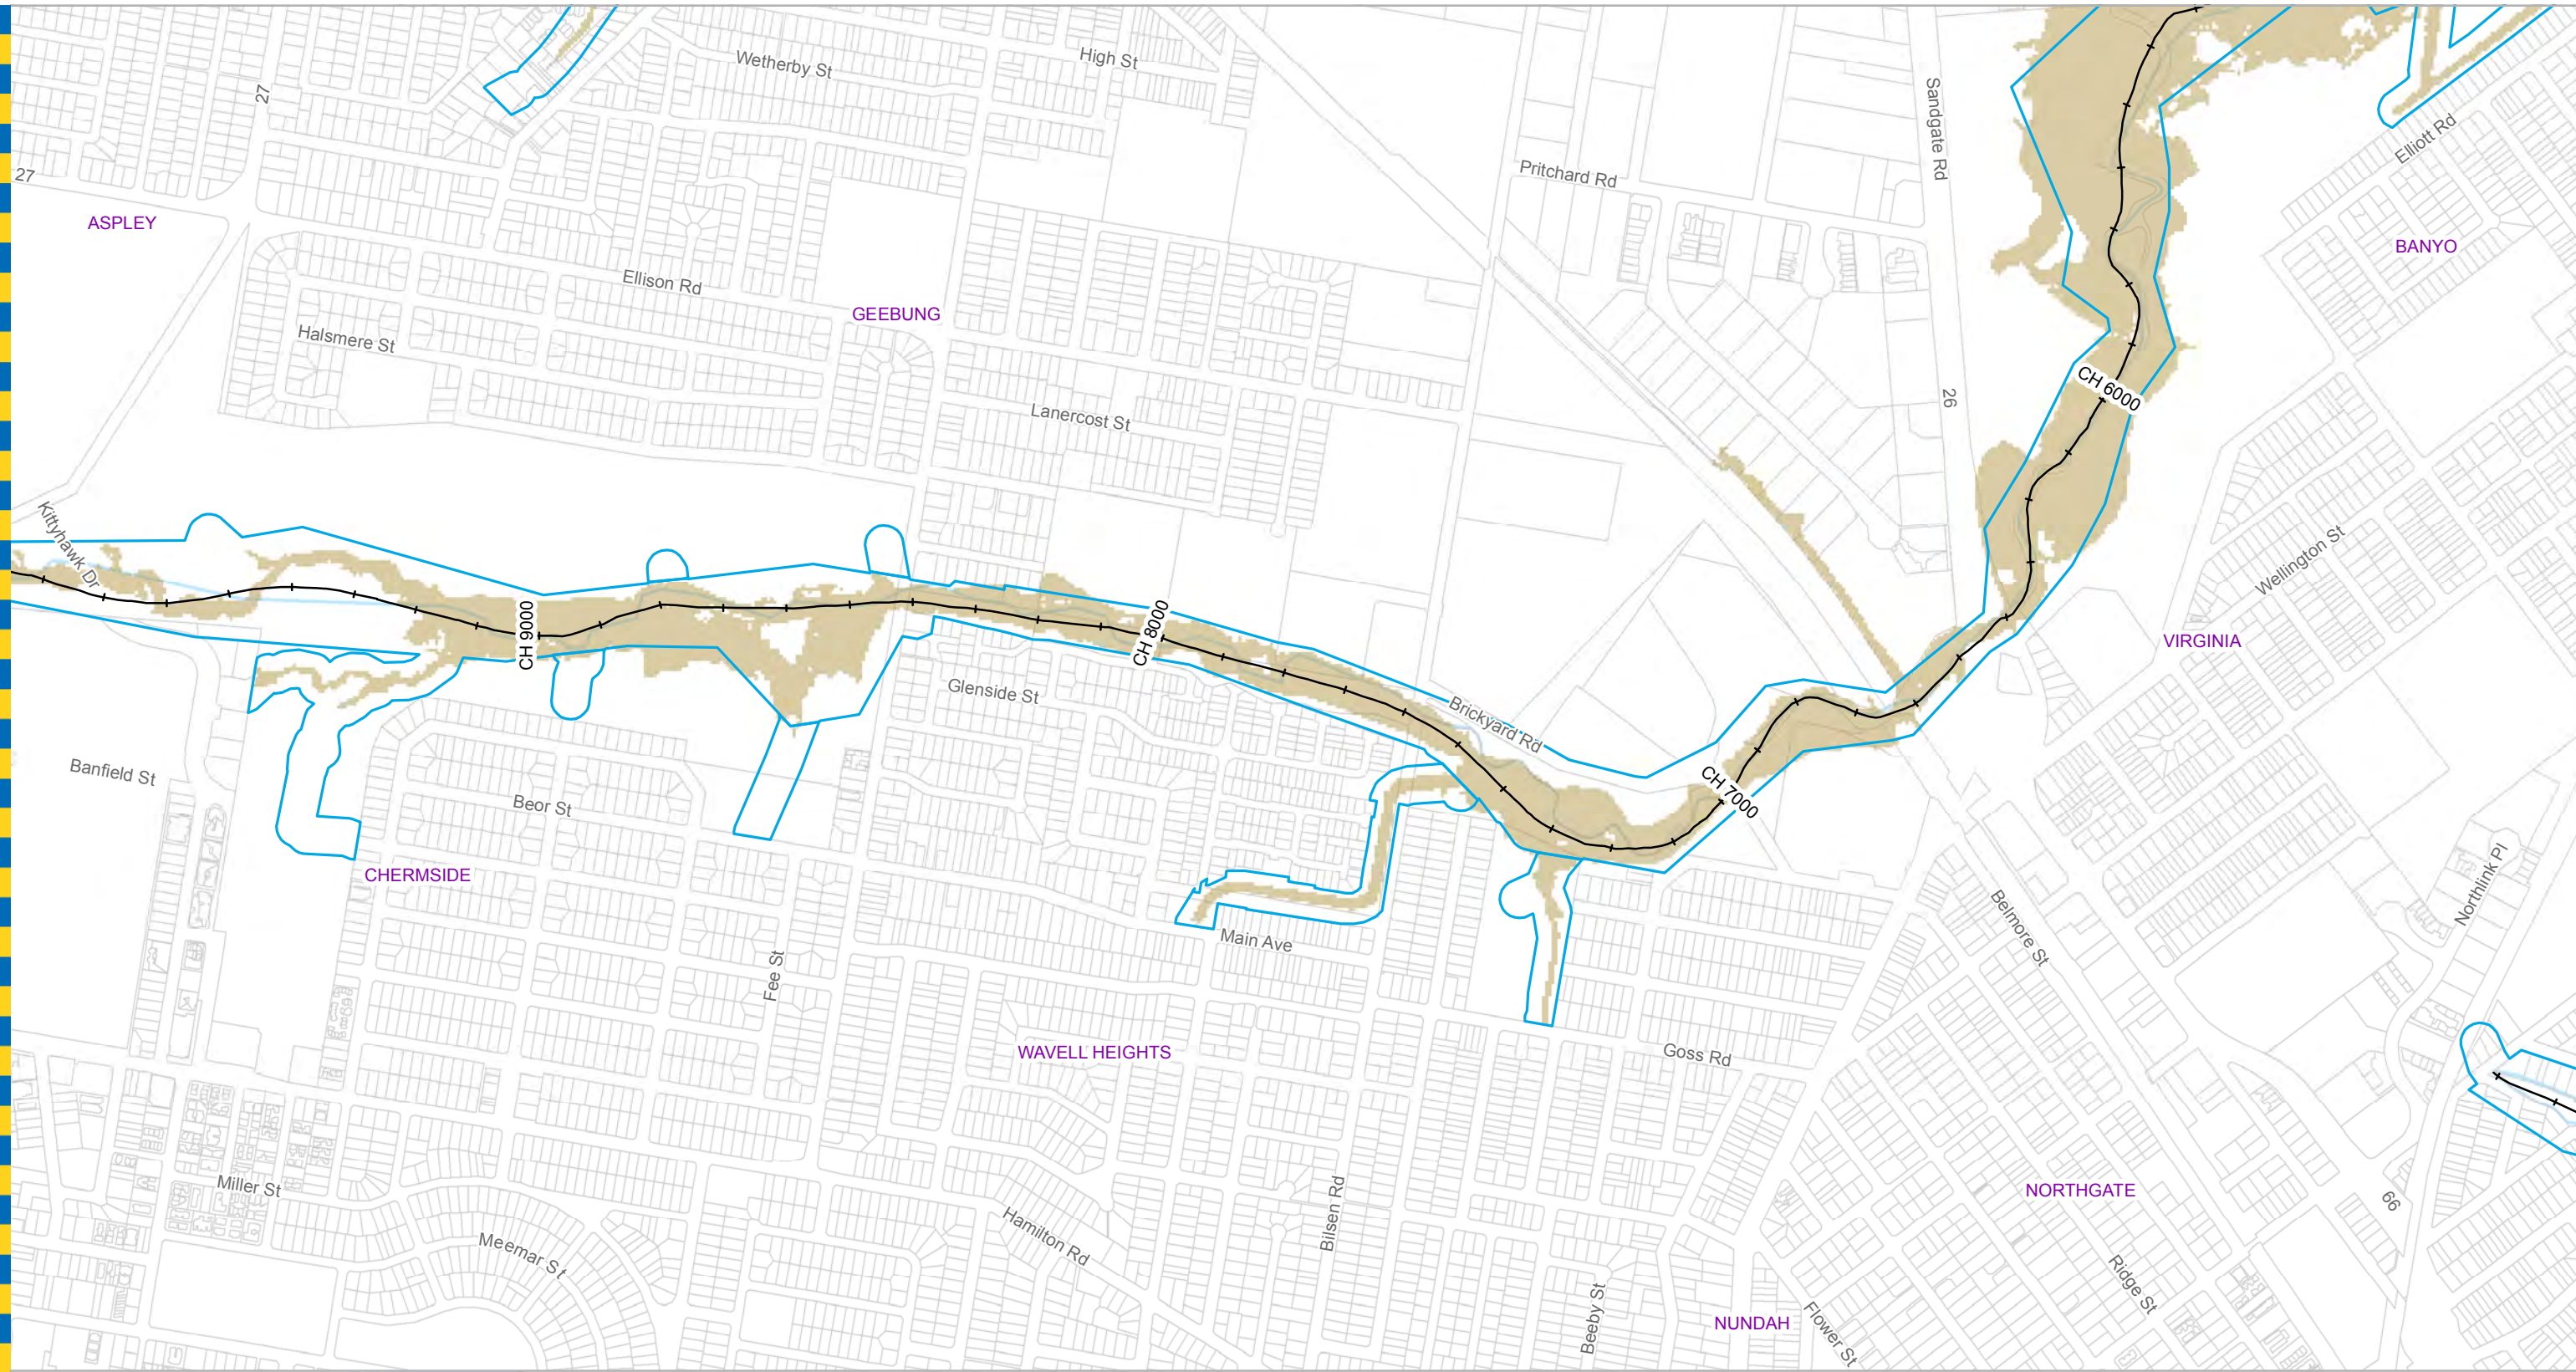 High St
Wetherby St
27
Sandgate Rd
Elliott Rd
27
Pritchard Rd
ASPLEY
BANYO
Ellison Rd
GEEBUNG
Halsmere St
CH 6000
26
Lanercost St
Kittyhawk Dr
Wellington St
CH 9000
CH 8000
VIRGINIA
Glenside St
Brickyard Rd
Banfield St
CH 7000
Beor St
CHERMSIDE
Northlink Pl
Belmore St
Main Ave
Fee St
WAVELL HEIGHTS
Goss Rd
Miller St
NORTHGATE
66
Bilsen Rd
Hamilton Rd
Meemar St
Ridge St
Beeby St
NUNDAH
Flower St